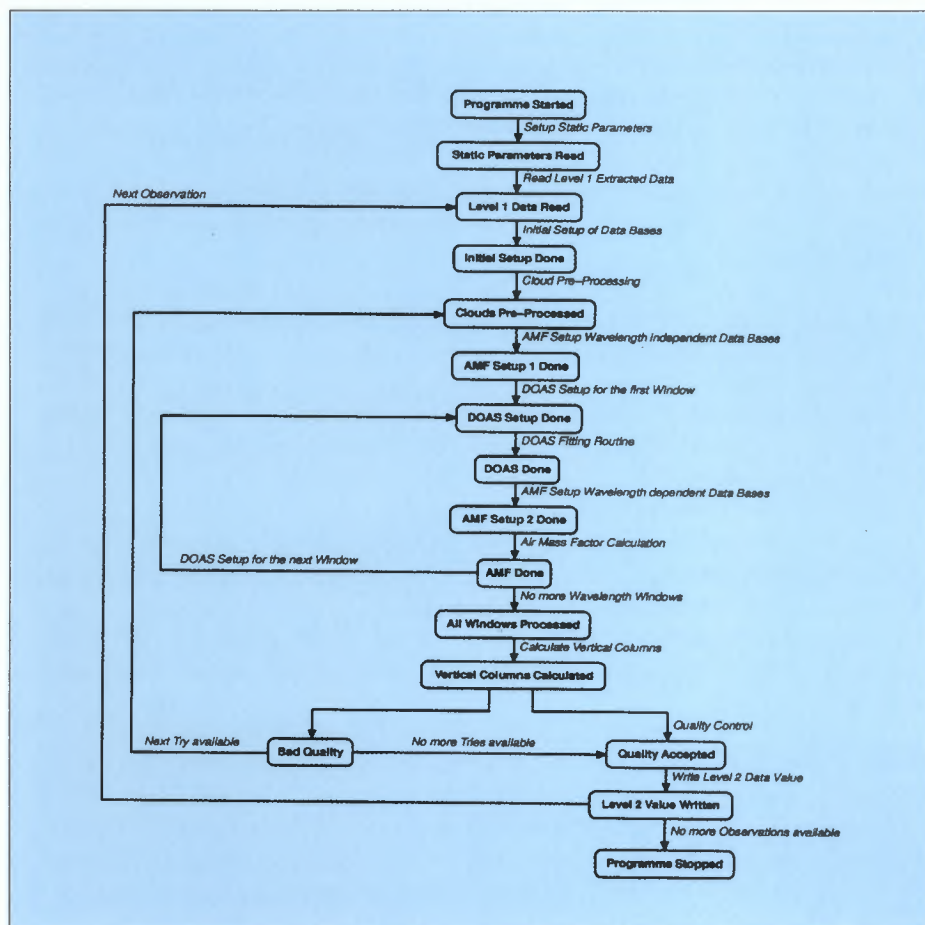 Programme Started
Setup Static Parameters
Static Parameters Read
Read Level 1 Extracted Data
Next Observation
Level 1 Data Read
Initial Setup of Data Bases
Initial Setup Done
Cloud Pre-Processing
Clouds Pre-Processed
AMF Setup Wavelength Independent Data Bases
AMF Setup 1 Done
DOAS Setup for the first Window
DOAS Setup Done
DOAS Fitting Routine
DOAS Done
AMF Setup Wavelength dependent Data Bases
AMF Setup 2 Done
Air Mass Factor Calculation
DOAS Setup for the next Window
AMF Done
No more Wavelength Windows
All Windows Processed
Calculate Vertical Columns
Vertical Columns Calculated
Quality Control
Next Try available
Bad Quality
No more Tries available
Quality Accepted
Write Level 2 Data Value
Level 2 Value Written
No more Observations available
Programme Stopped